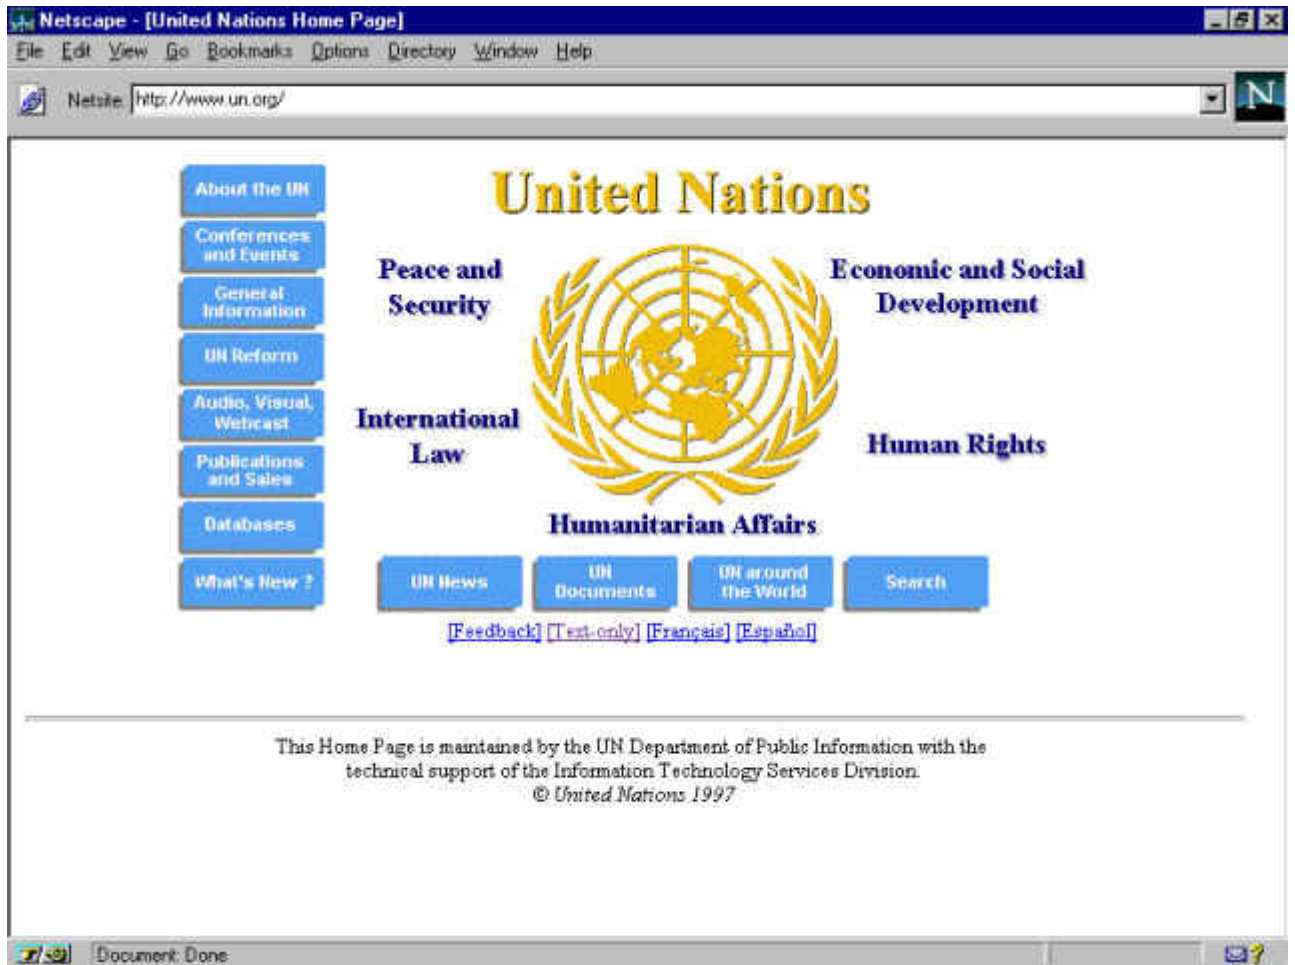 Netscape - [United Nations Home Page]
File Edit View Go Bookmarks Options Directory Window Help
Netsite: http://www.un.org/
N
About the UN
Conferences
and Events
General
Information
UN Reform
Audio, Visual,
Webcast
Publications
and Sales
Databases
What's New ?
United Nations
Peace and
Security
Economic and Social
Development
International
Law
Human Rights
Humanitarian Affairs
UN News
UN
Documents
UN around
the World
Search
[Feedback] [Text-only] [Français] [Español]
This Home Page is maintained by the UN Department of Public Information with the
technical support of the Information Technology Services Division.
© United Nations 1997
Document: Done